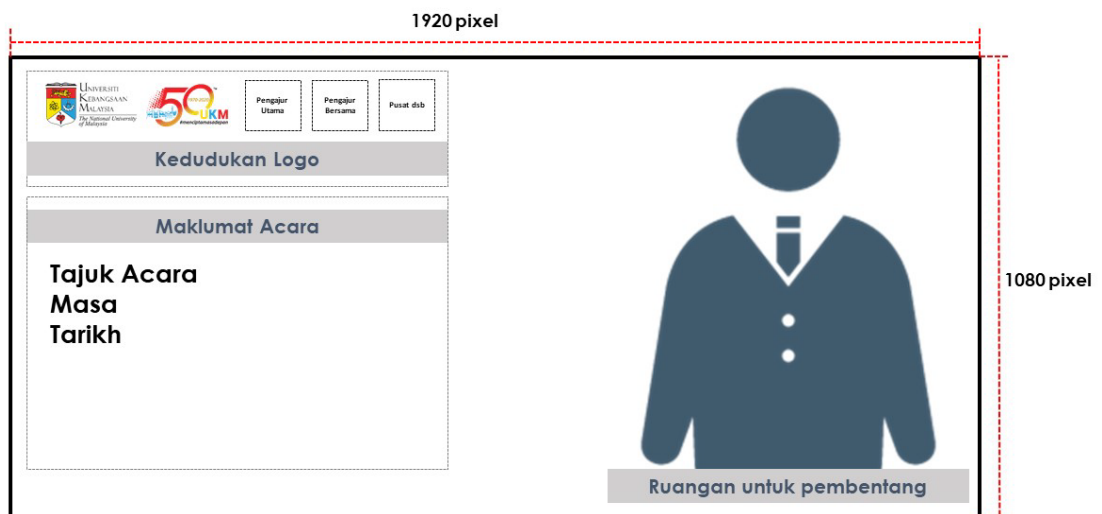 1920 pixel
UNIVERSITI
KEBANGSAAN
MALAYSIA
The National University
of Malaysia
50
UKM
#menciptamasadepan
Pengajur
Utama
Pengajur
Bersama
Pusat dsb
Kedudukan Logo
Maklumat Acara
Tajuk Acara
Masa
Tarikh
1080 pixel
Ruangan untuk pembentang